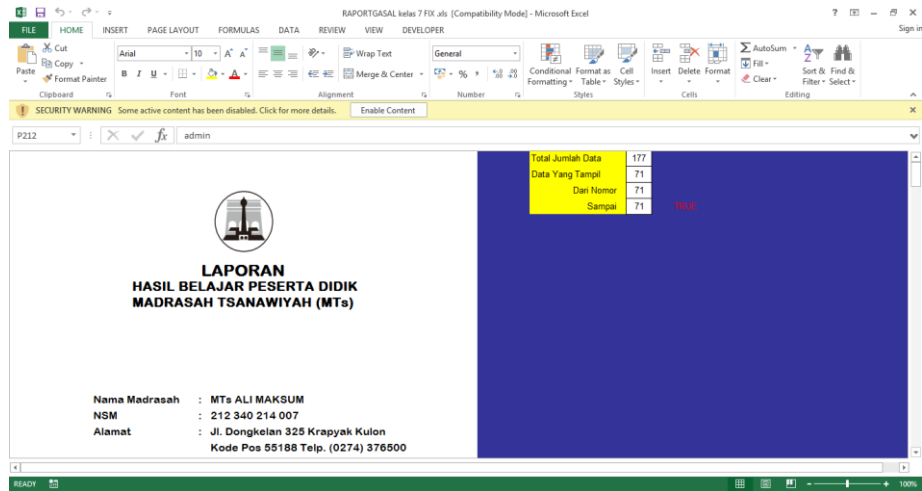 RAPORTGASAL kelas 7 FIX .xls [Compatibility Mode] - Microsoft Excel
FILE HOME INSERT PAGE LAYOUT FORMULAS DATA REVIEW VIEW DEVELOPER Sign in
Cut
Copy
Format Painter
Paste
Clipboard
Arial 10
B I U
Font
Wrap Text
Merge & Center
Alignment
General
%
Number
Conditional Formatting
Format as Table
Cell Styles
Styles
Insert Delete Format
Cells
AutoSum
Fill
Clear
Sort & Filter
Find & Select
Editing
SECURITY WARNING Some active content has been disabled. Click for more details. Enable Content
P212 fx admin
Total Jumlah Data 177
Data Yang Tampil 71
Dari Nomor 71
Sampai 71 TRUE
LAPORAN
HASIL BELAJAR PESERTA DIDIK
MADRASAH TSANAWIYAH (MTs)
Nama Madrasah : MTs ALI MAKSUM
NSM : 212 340 214 007
Alamat : Jl. Dongkelan 325 Krapyak Kulon
Kode Pos 55188 Telp. (0274) 376500
READY 100%